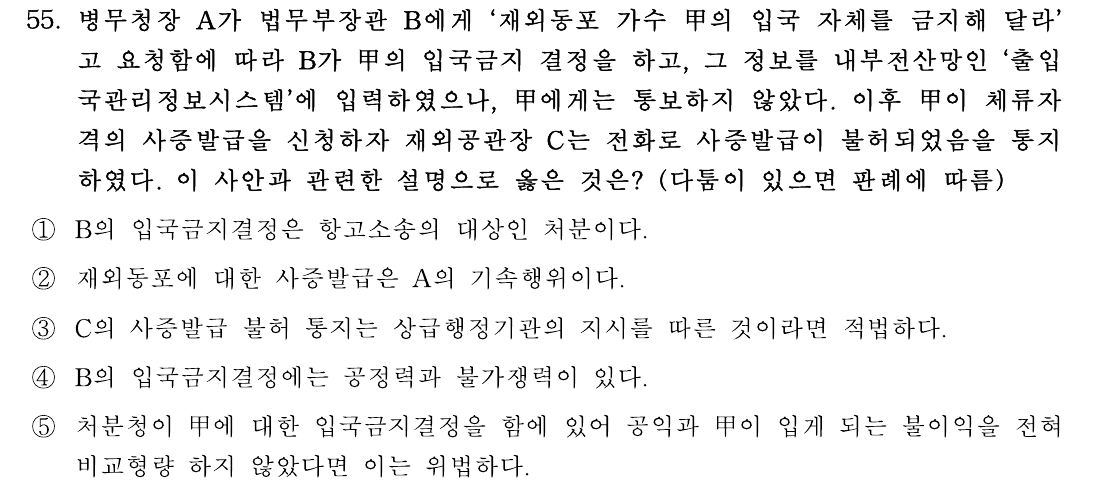 55. 병무청장 A가 법무부장관 B에게 ‘재외동포 가수 甲의 입국 자체를 금지해 달라’
고 요청함에 따라 B가 甲의 입국금지 결정을 하고, 그 정보를 내부전산망인 ‘출입
국관리정보시스템’에 입력하였으나, 甲에게는 통보하지 않았다. 이후 甲이 체류자
격의 사증발급을 신청하자 재외공관장 C는 전화로 사증발급이 불허되었음을 통지
하였다. 이 사안과 관련한 설명으로 옳은 것은? (다툼이 있으면 판례에 따름)
① B의 입국금지결정은 항고소송의 대상인 처분이다.
② 재외동포에 대한 사증발급은 A의 기속행위이다.
③ C의 사증발급 불허 통지는 상급행정기관의 지시를 따른 것이라면 적법하다.
④ B의 입국금지결정에는 공정력과 불가쟁력이 있다.
⑤ 처분청이 甲에 대한 입국금지결정을 함에 있어 공익과 甲이 입게 되는 불이익을 전혀
비교형량 하지 않았다면 이는 위법하다.